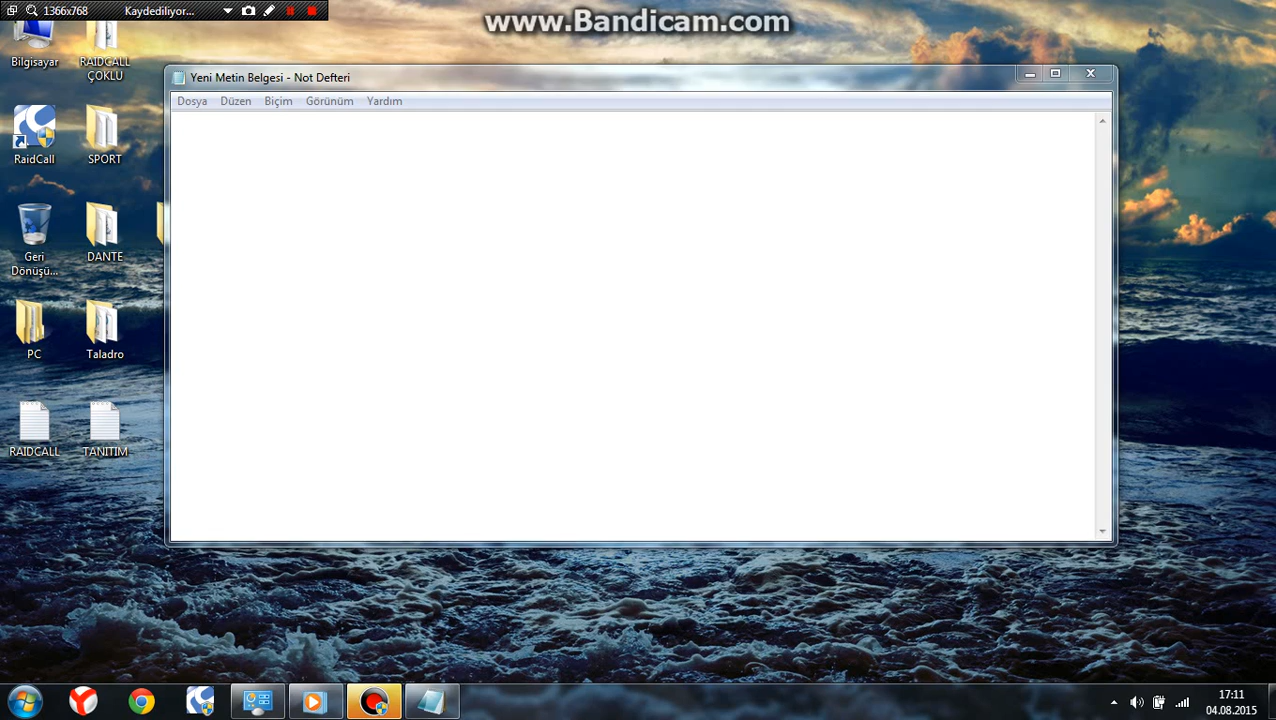 1366x768 Kaydediliyor...
www.Bandicam.com
Bilgisayar
RAIDCALL
ÇOKLU
Yeni Metin Belgesi - Not Defteri
Dosya Düzen Biçim Görünüm Yardım
RaidCall
SPORT
Geri
Dönüşü...
DANTE
PC
Taladro
RAIDCALL
TANITIM
17:11
04.08.2015